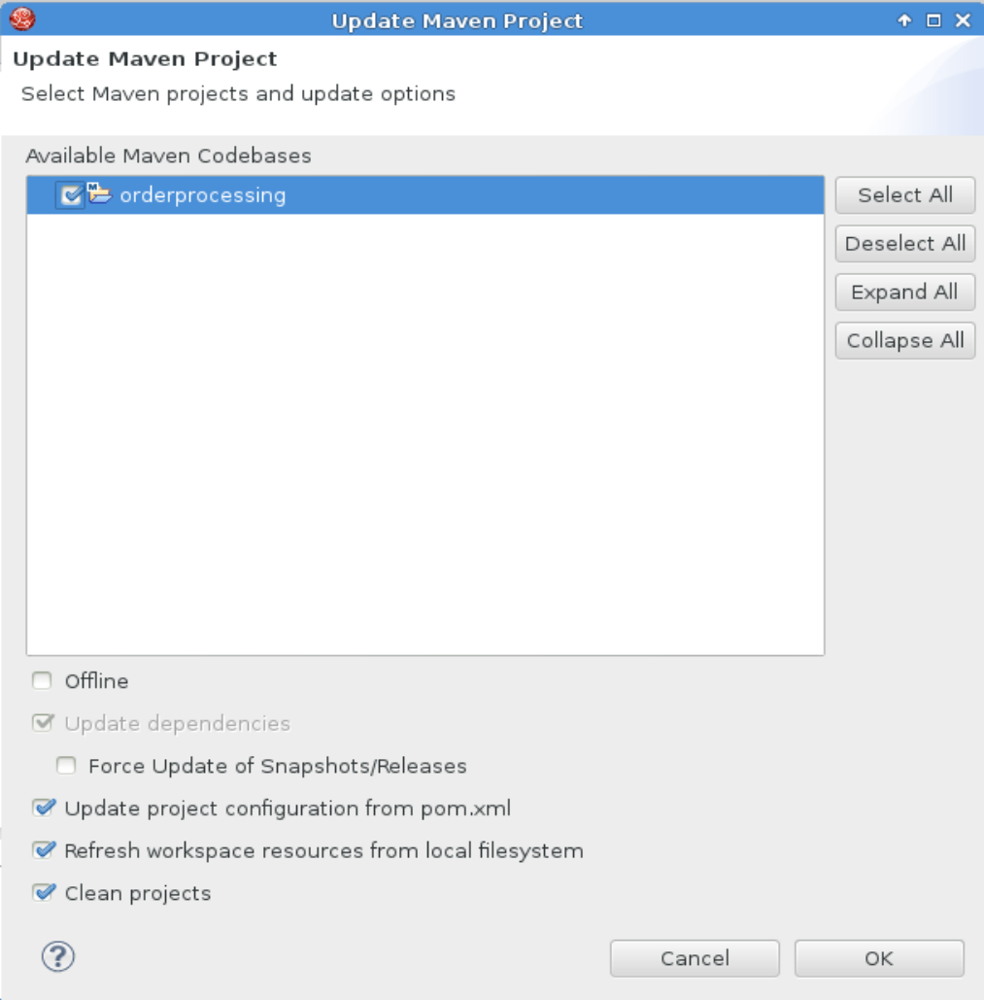 Update Maven Project
Update Maven Project
Select Maven projects and update options
Available Maven Codebases
orderprocessing
Select All
Deselect All
Expand All
Collapse All
Offline
Update dependencies
Force Update of Snapshots/Releases
Update project configuration from pom.xml
Refresh workspace resources from local filesystem
Clean projects
? Cancel OK